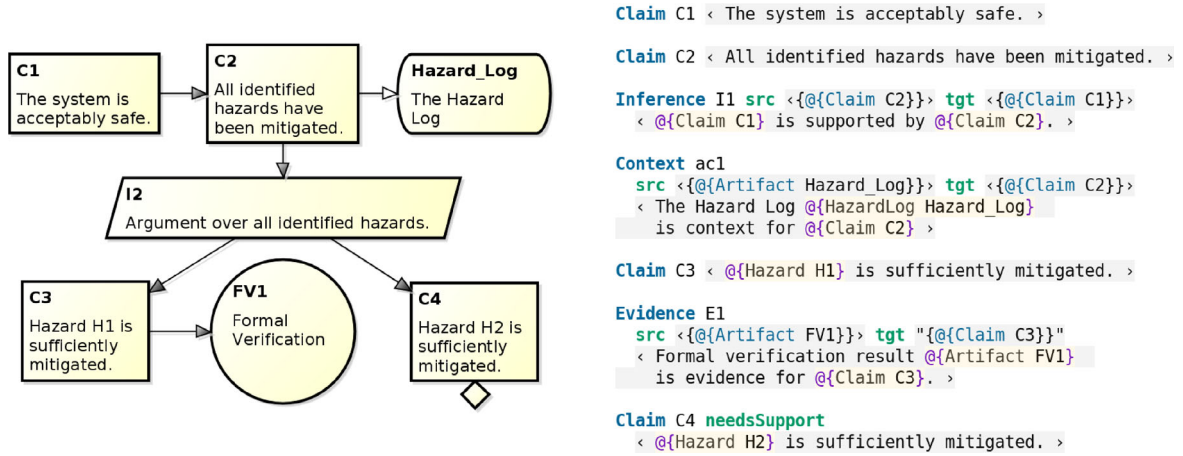 C1
The system is
acceptably safe.
C2
All identified
hazards have
been mitigated.
Hazard_Log
The Hazard
Log
I2
Argument over all identified hazards.
C3
Hazard H1 is
sufficiently
mitigated.
FV1
Formal
Verification
C4
Hazard H2 is
sufficiently
mitigated.
Claim C1 ‹ The system is acceptably safe. ›
Claim C2 ‹ All identified hazards have been mitigated. ›
Inference I1 src ‹{@{Claim C2}}› tgt ‹{@{Claim C1}}›
‹ @{Claim C1} is supported by @{Claim C2}. ›
Context ac1
src ‹{@{Artifact Hazard_Log}}› tgt ‹{@{Claim C2}}›
‹ The Hazard Log @{HazardLog Hazard_Log}
is context for @{Claim C2} ›
Claim C3 ‹ @{Hazard H1} is sufficiently mitigated. ›
Evidence E1
src ‹{@{Artifact FV1}}› tgt "{@{Claim C3}}"
‹ Formal verification result @{Artifact FV1}
is evidence for @{Claim C3}. ›
Claim C4 needsSupport
‹ @{Hazard H2} is sufficiently mitigated. ›